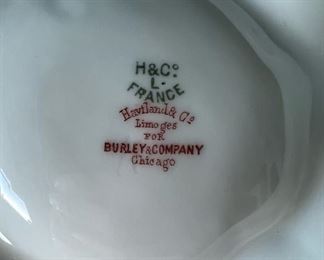 H&Cº
L-
FRANCE
Haviland & Cº
Limoges
FOR
BURLEY & COMPANY
Chicago